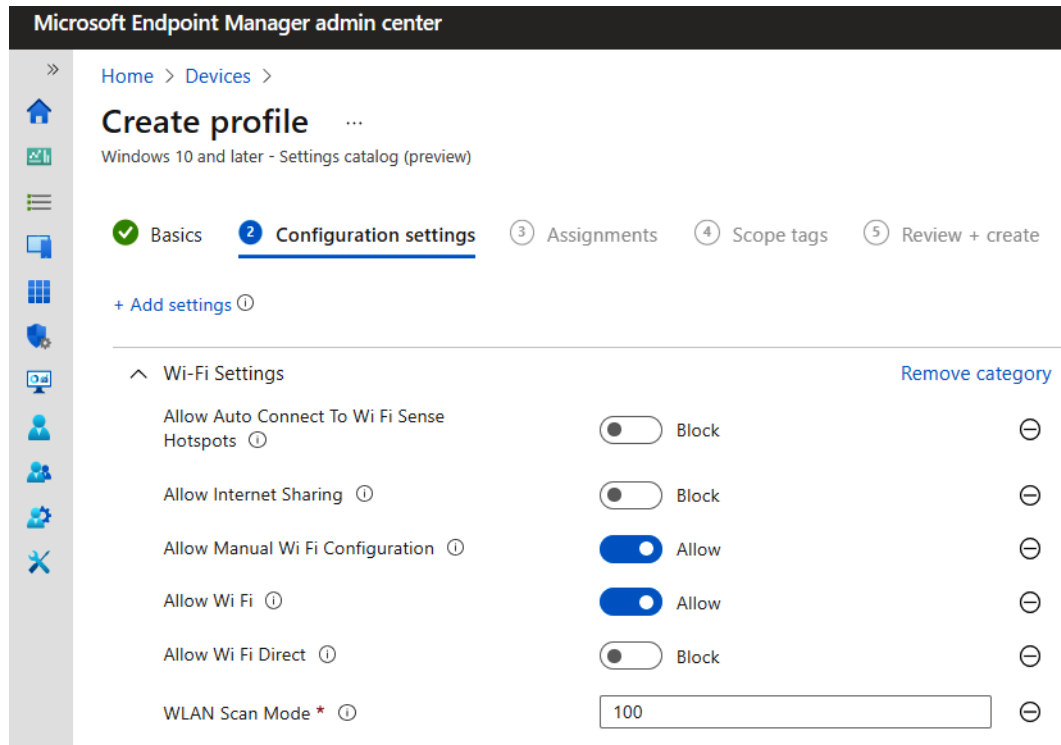 Microsoft Endpoint Manager admin center
Home > Devices >
Create profile ...
Windows 10 and later - Settings catalog (preview)
Basics 2 Configuration settings 3 Assignments 4 Scope tags 5 Review + create
+ Add settings
Wi-Fi Settings Remove category
Allow Auto Connect To Wi Fi Sense
Hotspots Block
Allow Internet Sharing Block
Allow Manual Wi Fi Configuration Allow
Allow Wi Fi Allow
Allow Wi Fi Direct Block
WLAN Scan Mode * 100